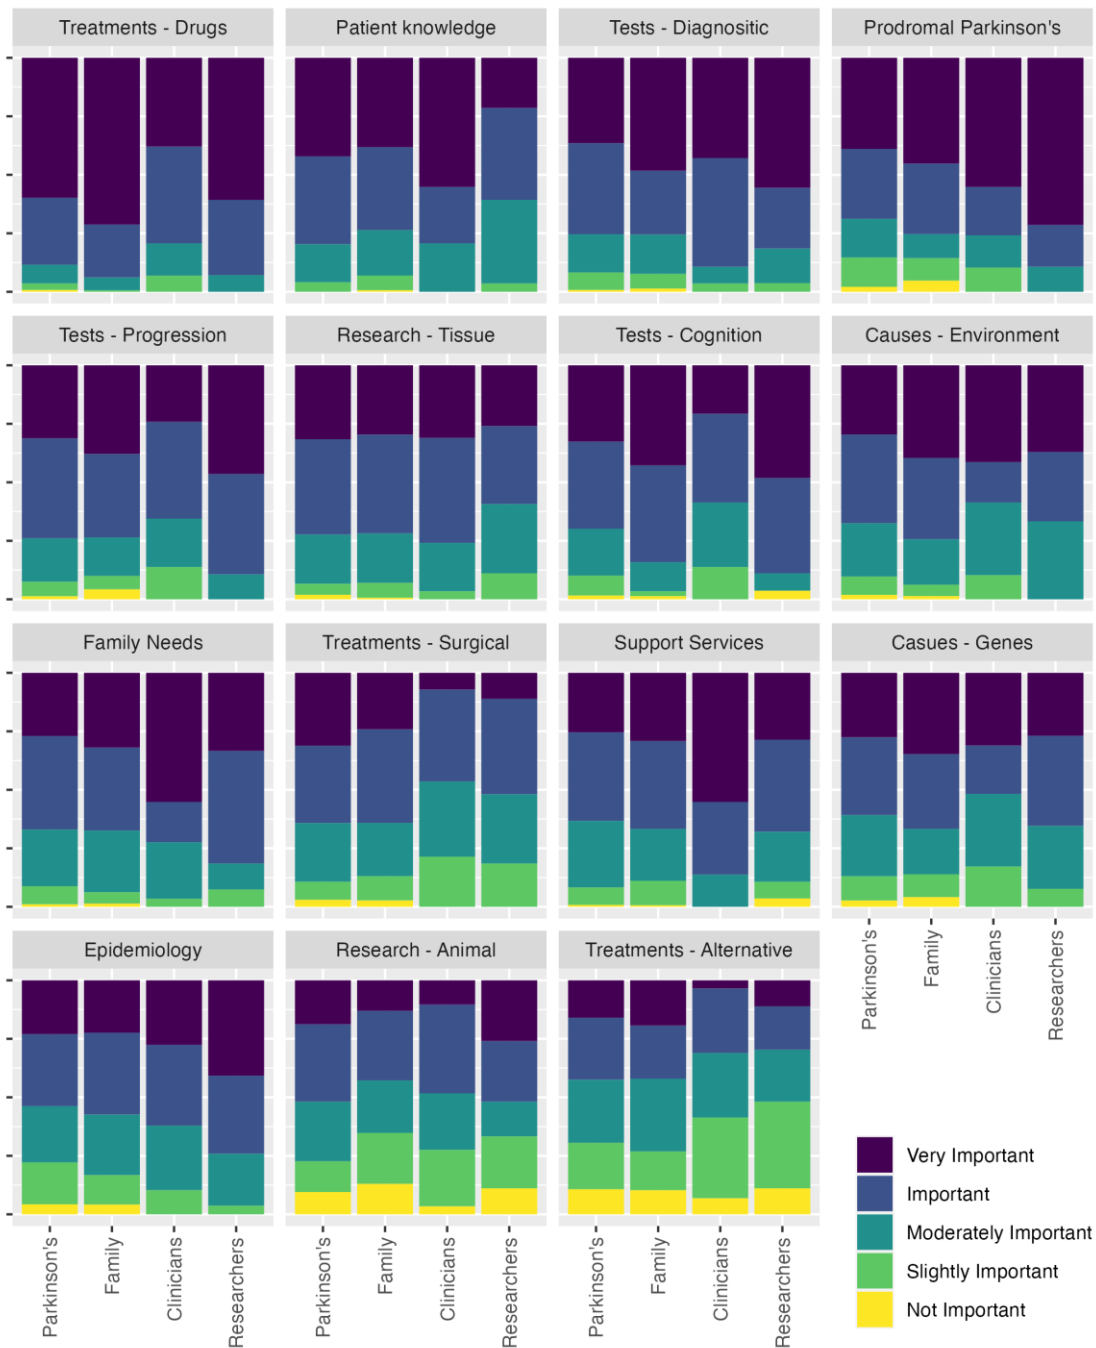 Treatments - Drugs
Patient knowledge
Tests - Diagnositic
Prodromal Parkinson's
Tests - Progression
Research - Tissue
Tests - Cognition
Causes - Environment
Family Needs
Treatments - Surgical
Support Services
Casues - Genes
Epidemiology
Research - Animal
Treatments - Alternative
Parkinson's
Family
Clinicians
Researchers
Very Important
Important
Moderately Important
Slightly Important
Not Important
Parkinson's
Family
Clinicians
Researchers
Parkinson's
Family
Clinicians
Researchers
Parkinson's
Family
Clinicians
Researchers